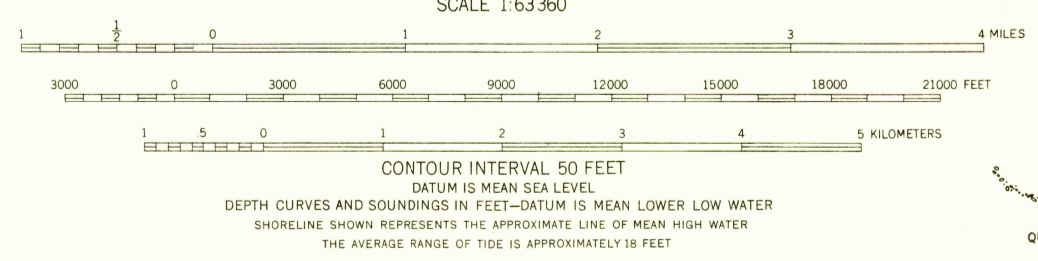 SCALE 1:63360
1 1/2 0 1 2 3 4 MILES
3000 0 3000 6000 9000 12000 15000 18000 21000 FEET
1 .5 0 1 2 3 4 5 KILOMETERS
CONTOUR INTERVAL 50 FEET
DATUM IS MEAN SEA LEVEL
DEPTH CURVES AND SOUNDINGS IN FEET—DATUM IS MEAN LOWER LOW WATER
SHORELINE SHOWN REPRESENTS THE APPROXIMATE LINE OF MEAN HIGH WATER
THE AVERAGE RANGE OF TIDE IS APPROXIMATELY 18 FEET